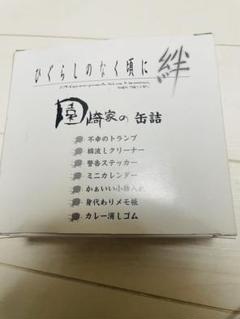 ひぐらしのなく頃に 絆
園崎家の缶詰
不幸のトランプ
綿流しクリーナー
警告ステッカー
ミニカレンダー
かぁいい小物入れ
身代わりメモ帳
カレー消しゴム